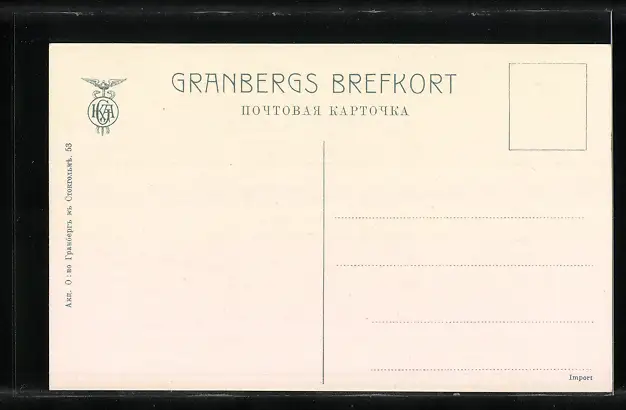 GRANBERGS BREFKORT
ПОЧТОВАЯ КАРТОЧКА
Акц. О : во Гранбергъ въ Стокгольмѣ. 53
Import